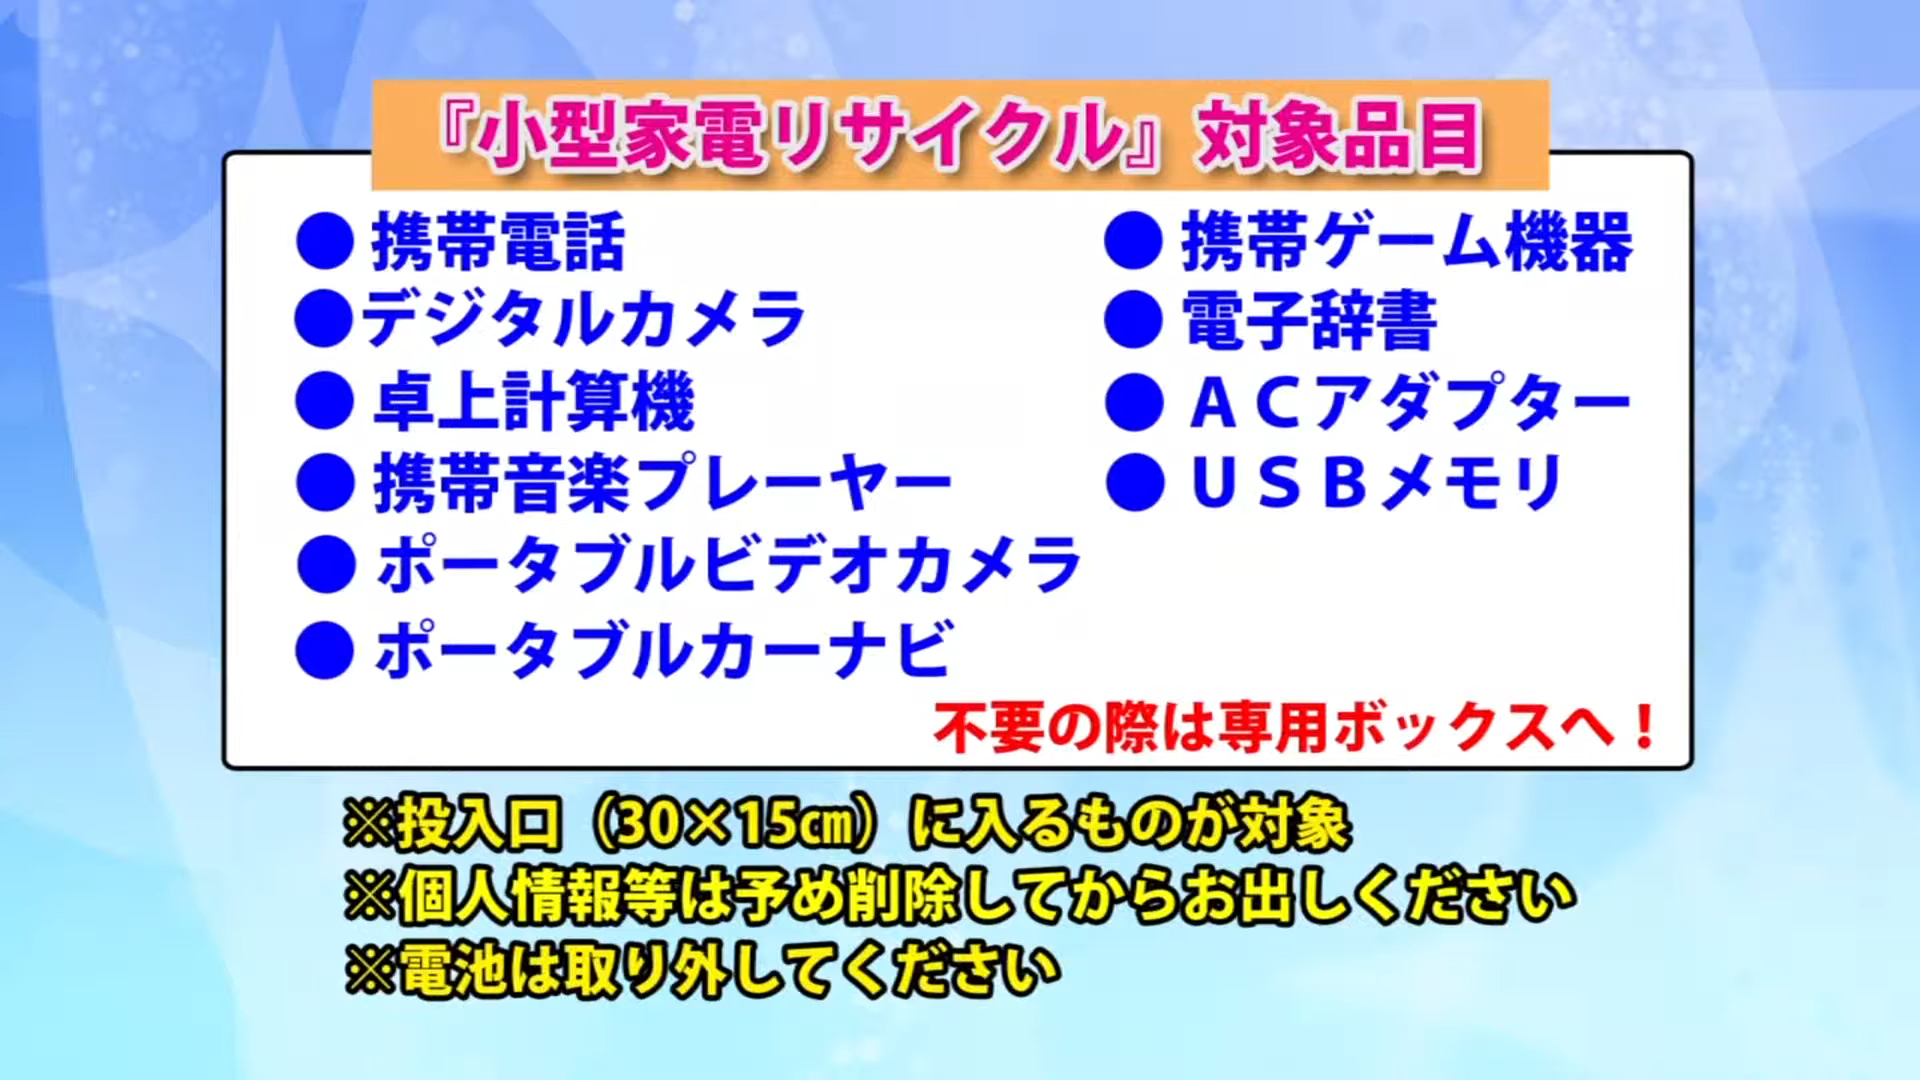 『小型家電リサイクル』対象品目
● 携帯電話
●デジタルカメラ
● 卓上計算機
● 携帯音楽プレーヤー
● ポータブルビデオカメラ
● ポータブルカーナビ
● 携帯ゲーム機器
● 電子辞書
● ＡＣアダプター
● ＵＳＢメモリ
不要の際は専用ボックスへ！
※投入口（30×15㎝）に入るものが対象
※個人情報等は予め削除してからお出しください
※電池は取り外してください